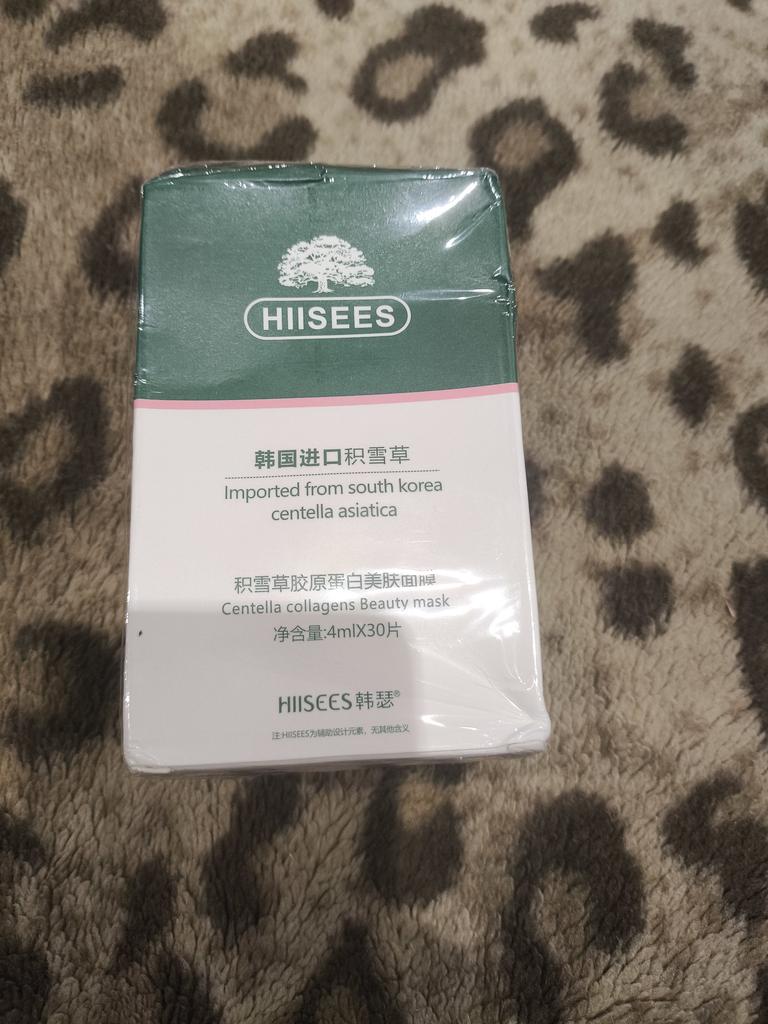 HIISEES
韩国进口积雪草
Imported from south korea
centella asiatica
积雪草胶原蛋白美肤面膜
Centella collagens Beauty mask
净含量:4mlX30片
HIISEES韩瑟®
注:HIISEES为辅助设计元素，无其他含义